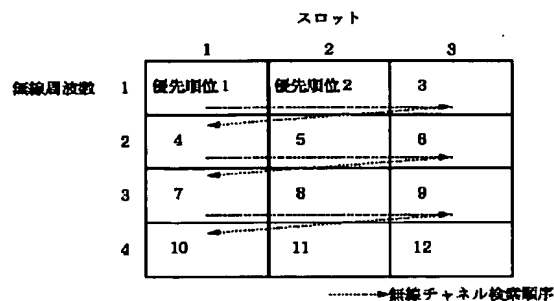 スロット
1 2 3
無線周波数 1 優先順位1 優先順位2 3
2 4 5 6
3 7 8 9
4 10 11 12
無線チャネル検索順序